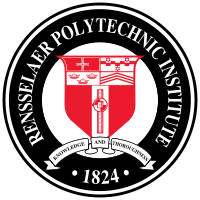 RENSSELAER POLYTECHNIC INSTITUTE
KNOWLEDGE AND THOROUGHNESS
· 1824 ·